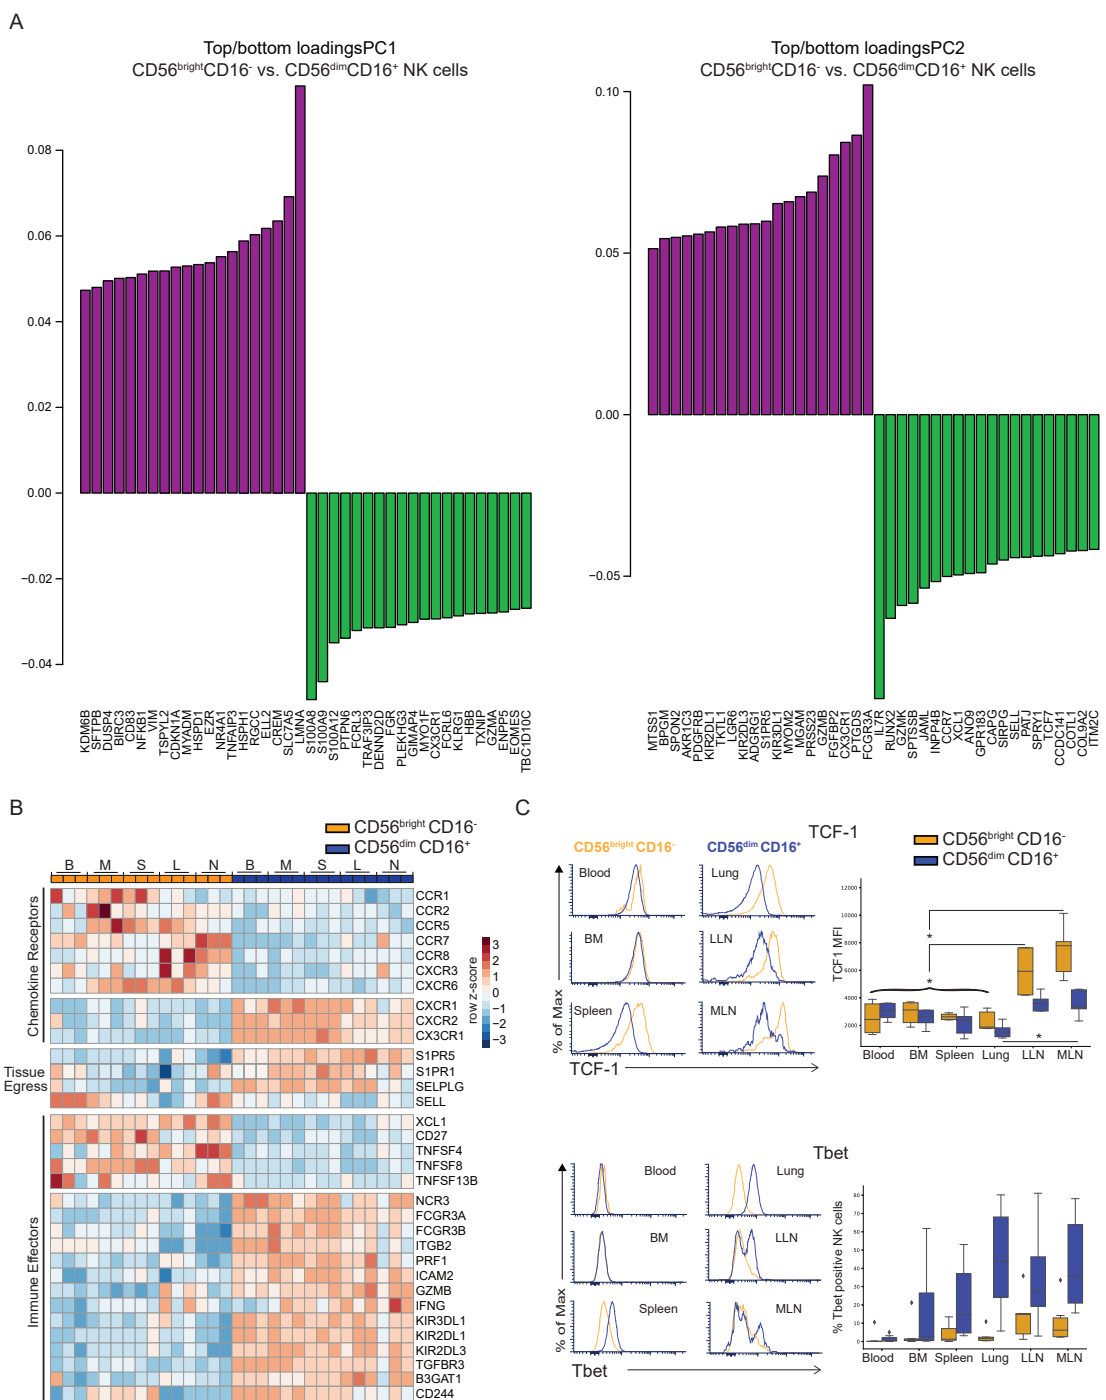 A
Top/bottom loadingsPC1
CD56brightCD16- vs. CD56dimCD16+ NK cells
0.08
0.06
0.04
0.02
0.00
−0.02
−0.04
KDM6B
SFTPB
DUSP4
BIRC3
CD83
NFKB1
VIM
TSPYL2
CDKN1A
MYADM
HSPD1
EZR
NR4A1
TNFAIP3
HSPH1
RGCC
ELL2
CREM
SLC7A5
LMNA
S100A8
S100A9
S100A12
PTPN6
FCRL3
TRAF3IP3
DENND2D
FGR
PLEKHG3
GIMAP4
MYO1F
CX3CR1
FCRL6
KLRG1
HBB
TXNIP
GZMA
ENPP5
EOMES
TBC1D10C
Top/bottom loadingsPC2
CD56brightCD16- vs. CD56dimCD16+ NK cells
0.10
0.05
0.00
−0.05
MTSS1
BPGM
SPON2
AKR1C3
PDGFRB
KIR2DL1
TKTL1
LGR6
KIR2DL3
ADGRG1
S1PR5
KIR3DL1
MYOM2
MGAM
PRSS23
GZMB
FGFBP2
CX3CR1
PTGDS
FCGR3A
IL7R
RUNX2
GZMK
SPTSSB
JAML
INPP4B
CCR7
XCL1
ANO9
GPR183
CAPG
SIRPG
SELL
PATJ
SPRY1
TCF7
CCDC141
COTL1
COL9A2
ITM2C
B
CD56bright CD16-
CD56dim CD16+
B M S L N B M S L N
Chemokine Receptors
CCR1
CCR2
CCR5
CCR7
CCR8
CXCR3
CXCR6
CXCR1
CXCR2
CX3CR1
Tissue
Egress
S1PR5
S1PR1
SELPLG
SELL
Immune Effectors
XCL1
CD27
TNFSF4
TNFSF8
TNFSF13B
NCR3
FCGR3A
FCGR3B
ITGB2
PRF1
ICAM2
GZMB
IFNG
KIR3DL1
KIR2DL1
KIR2DL3
TGFBR3
B3GAT1
CD244
row z-score
3
2
1
0
−1
−2
−3
C
TCF-1
CD56bright CD16-
CD56dim CD16+
CD56bright CD16-
CD56dim CD16+
Blood
Lung
BM
LLN
Spleen
MLN
% of Max
TCF-1
TCF1 MFI
12000
10000
8000
6000
4000
2000
*
*
*
Blood BM Spleen Lung LLN MLN
Tbet
Blood
Lung
BM
LLN
Spleen
MLN
% of Max
Tbet
% Tbet positive NK cells
80
70
60
50
40
30
20
10
0
Blood BM Spleen Lung LLN MLN